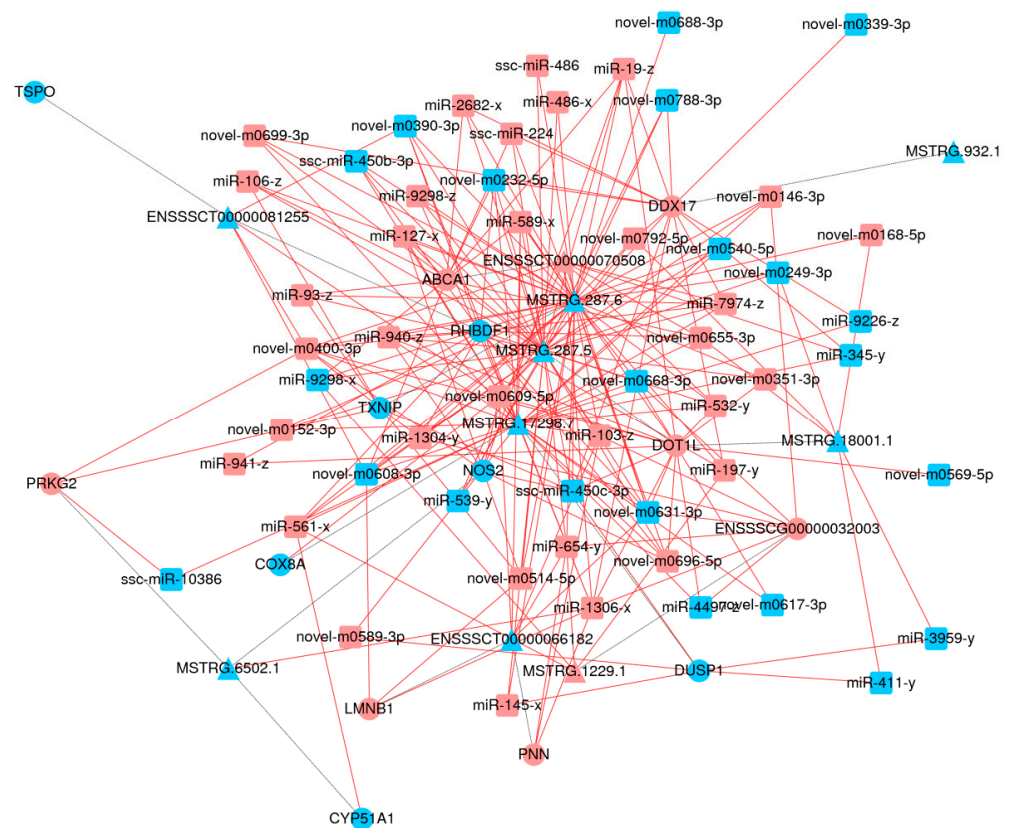 novel-m0688-3p
novel-m0339-3p
ssc-miR-486
miR-19-z
TSPO
miR-2682-x
miR-486-x
novel-m0788-3p
novel-m0390-3p
novel-m0699-3p
ssc-miR-224
MSTRG.932.1
ssc-miR-450b-3p
miR-106-z
novel-m0232-5p
miR-9298-z
DDX17
novel-m0146-3p
ENSSSCT00000081255
miR-589-x
miR-127-x
novel-m0792-5p
novel-m0540-5p
novel-m0168-5p
ENSSSCT00000070508
ABCA1
novel-m0249-3p
miR-93-z
MSTRG.287.6
miR-7974-z
RHBDF1
miR-9226-z
miR-940-z
novel-m0655-3p
novel-m0400-3p
MSTRG.287.5
miR-345-y
miR-9298-x
novel-m0668-3p
novel-m0351-3p
novel-m0609-5p
TXNIP
miR-532-y
MSTRG.17298.7
novel-m0152-3p
miR-1304-y
miR-103-z
DOT1L
MSTRG.18001.1
miR-941-z
novel-m0608-3p
NOS2
miR-197-y
novel-m0569-5p
PRKG2
ssc-miR-450c-3p
miR-539-y
novel-m0631-3p
miR-561-x
ENSSSCG00000032003
miR-654-y
COX8A
novel-m0696-5p
ssc-miR-10386
novel-m0514-5p
miR-1306-x
miR-4497-z
novel-m0617-3p
novel-m0589-3p
ENSSSCT00000066182
miR-3959-y
MSTRG.6502.1
MSTRG.1229.1
DUSP1
miR-411-y
LMNB1
miR-145-x
PNN
CYP51A1